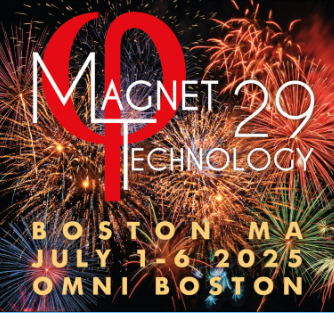 φ
MAGNET 29
TECHNOLOGY
BOSTON MA
JULY 1-6 2025
OMNI BOSTON